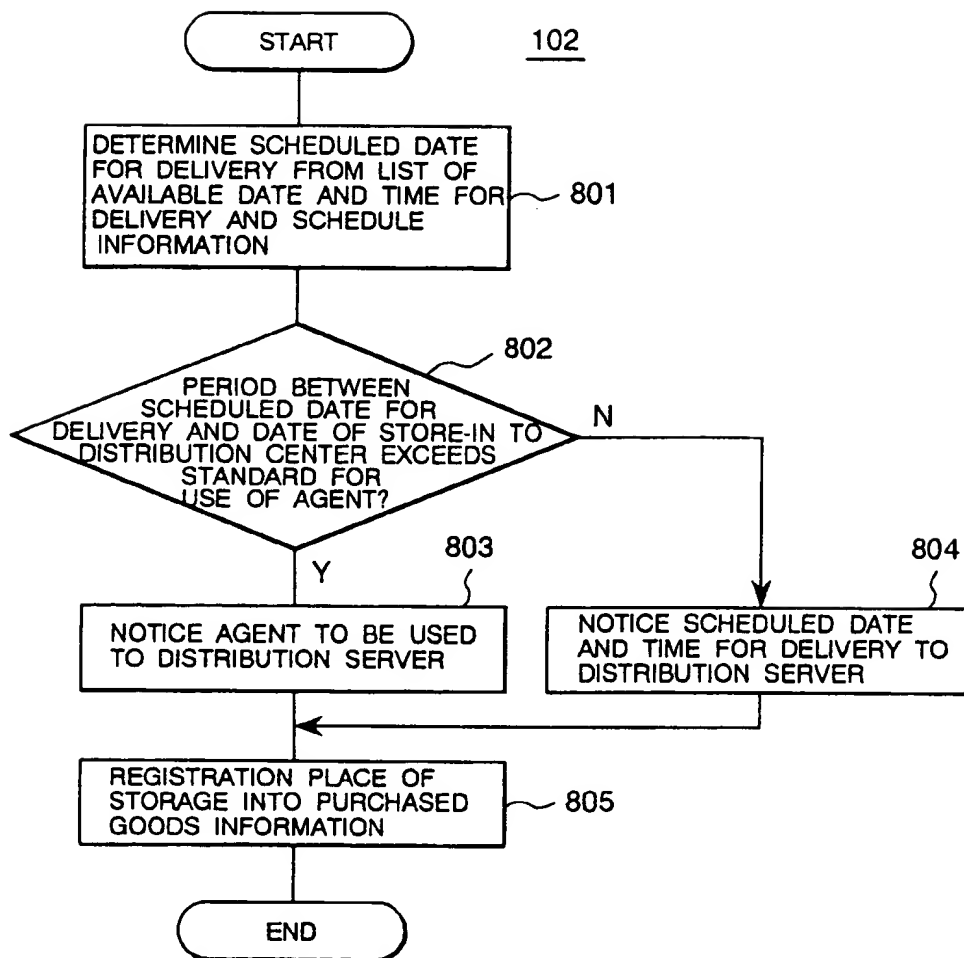 START
102
DETERMINE SCHEDULED DATE
FOR DELIVERY FROM LIST OF
AVAILABLE DATE AND TIME FOR
DELIVERY AND SCHEDULE
INFORMATION
801
802
PERIOD BETWEEN
SCHEDULED DATE FOR
DELIVERY AND DATE OF STORE-IN TO
DISTRIBUTION CENTER EXCEEDS
STANDARD FOR
USE OF AGENT?
N
Y
803
NOTICE AGENT TO BE USED
TO DISTRIBUTION SERVER
804
NOTICE SCHEDULED DATE
AND TIME FOR DELIVERY TO
DISTRIBUTION SERVER
REGISTRATION PLACE OF
STORAGE INTO PURCHASED
GOODS INFORMATION
805
END